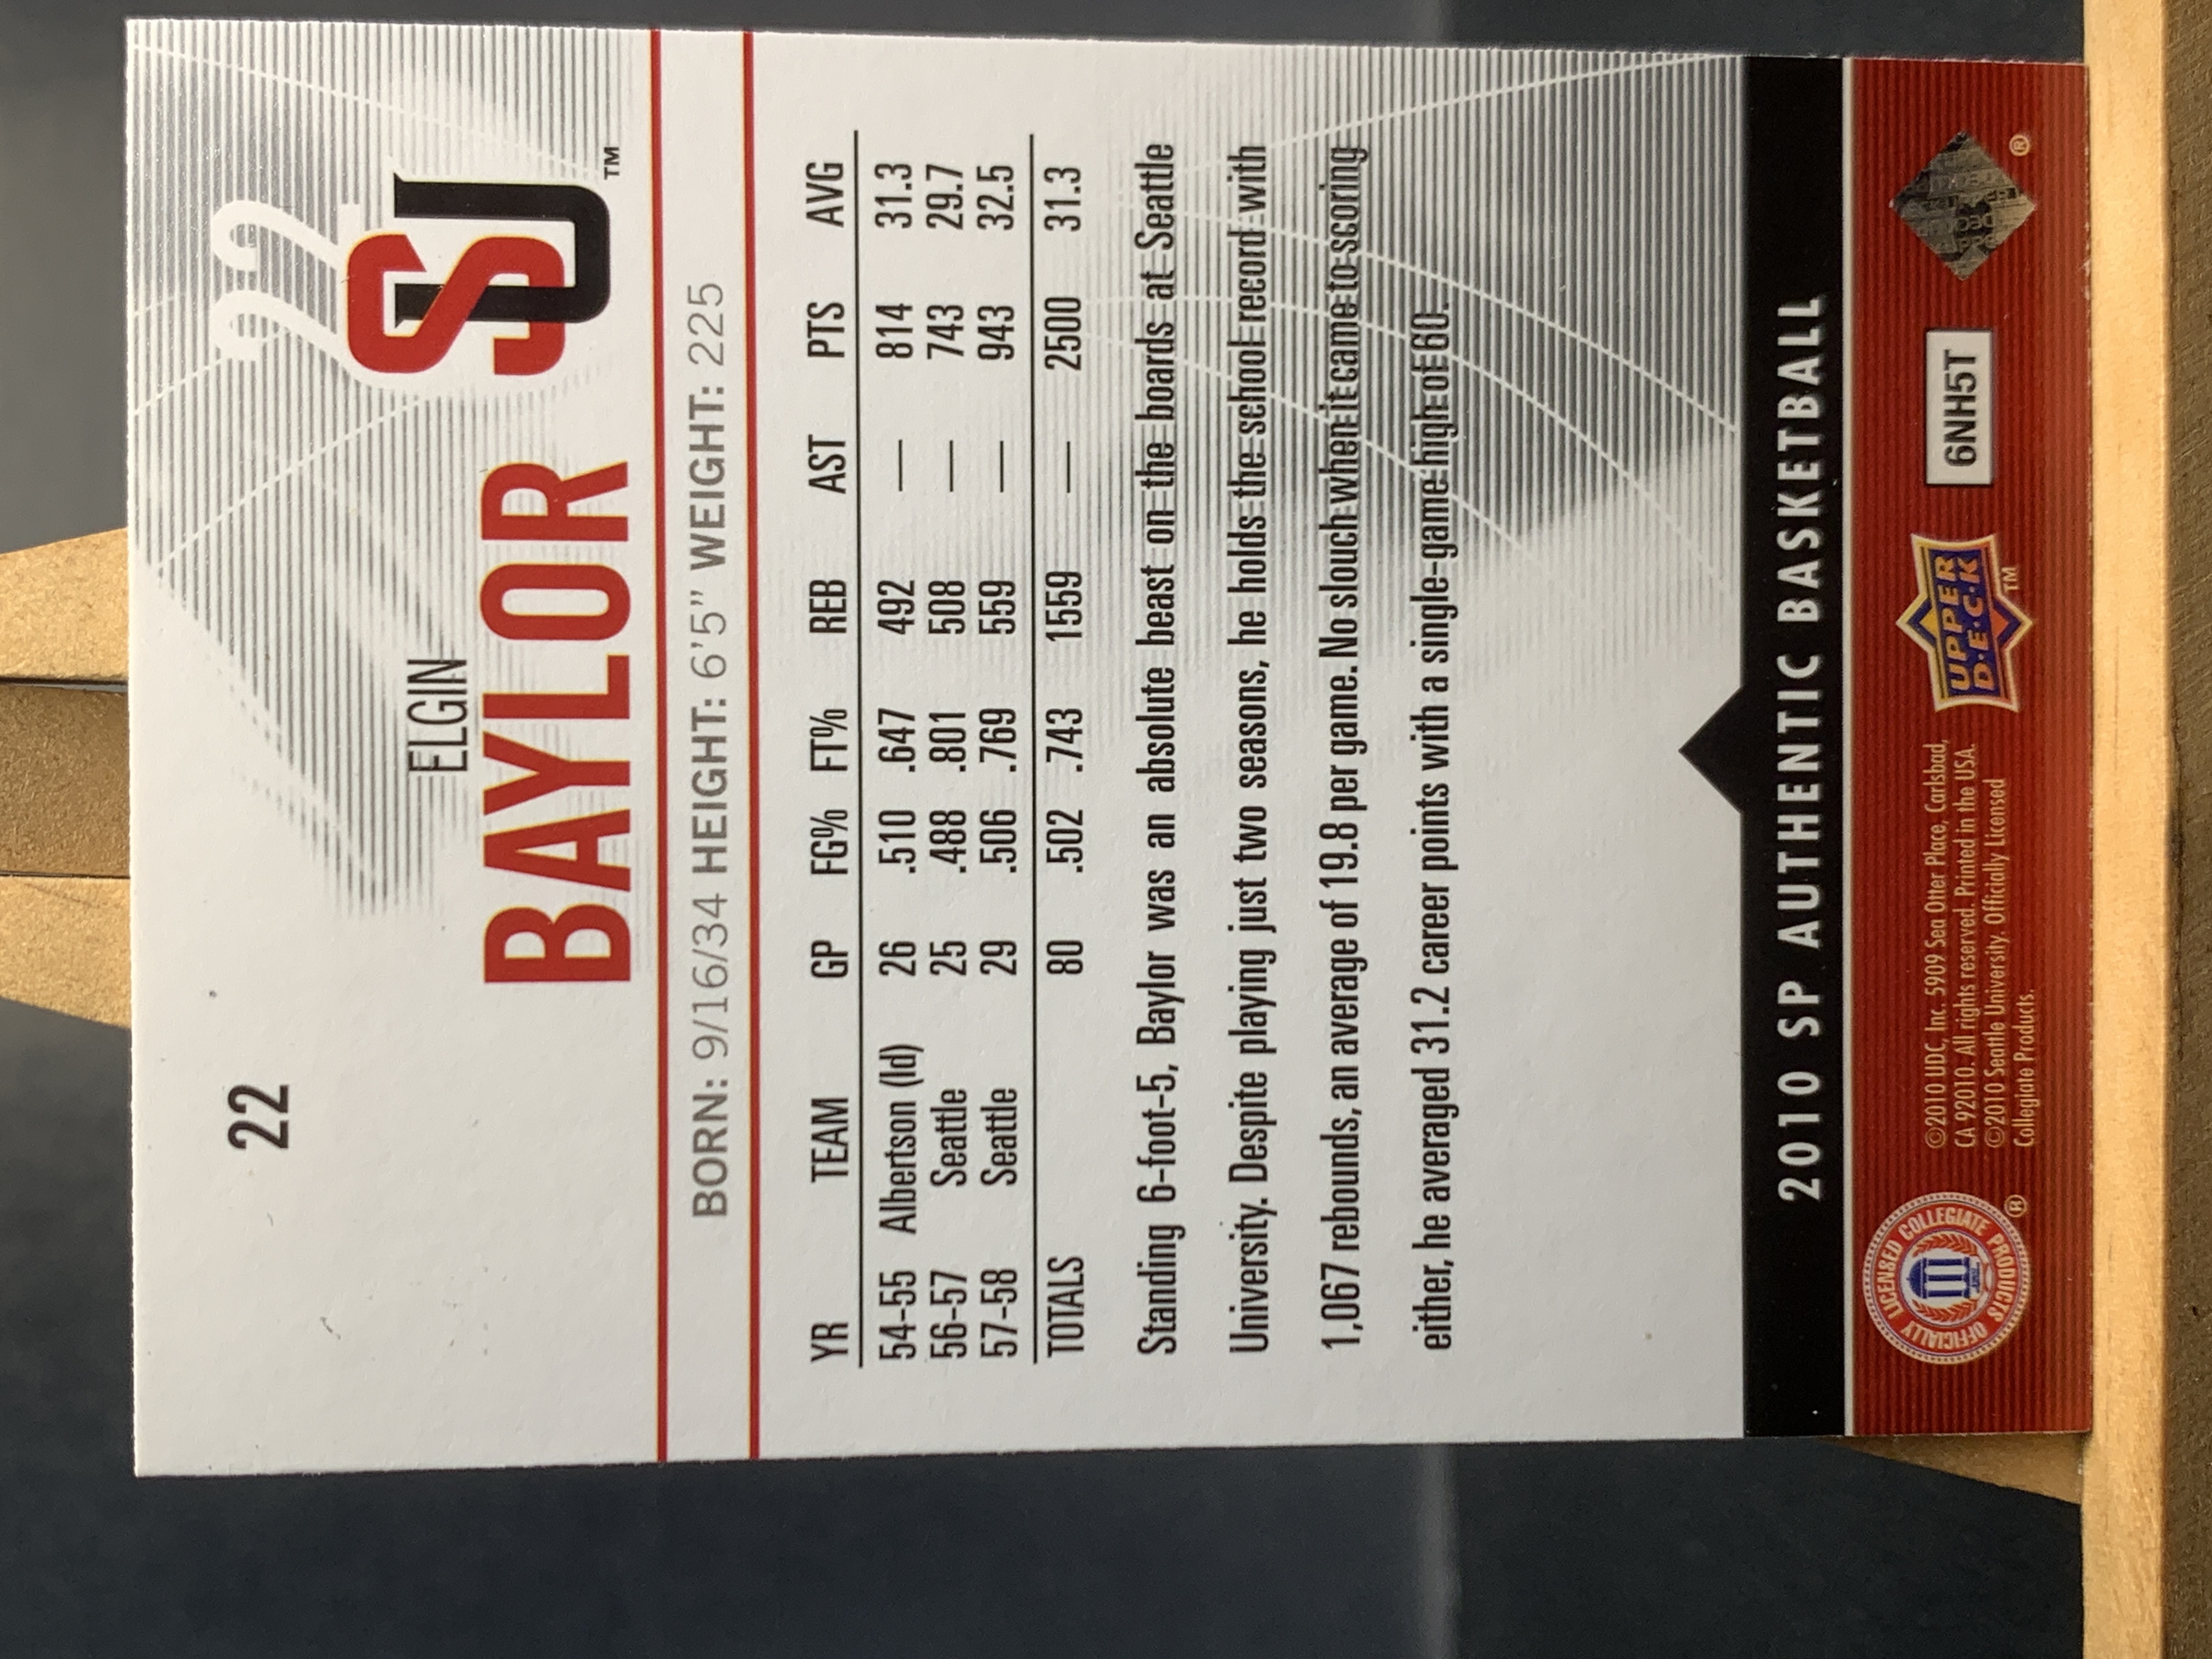 22
22
SU™
ELGIN
BAYLOR
BORN: 9/16/34 HEIGHT: 6'5” WEIGHT: 225
YR TEAM GP FG% FT% REB AST PTS AVG
54-55 Albertson (Id) 26 .510 .647 492 — 814 31.3
56-57 Seattle 25 .488 .801 508 — 743 29.7
57-58 Seattle 29 .506 .769 559 — 943 32.5
TOTALS 80 .502 .743 1559 — 2500 31.3
Standing 6-foot-5, Baylor was an absolute beast on the boards at Seattle
University. Despite playing just two seasons, he holds the school record with
1,067 rebounds, an average of 19.8 per game. No slouch when it came to scoring
either, he averaged 31.2 career points with a single-game high of 60.
2010 SP AUTHENTIC BASKETBALL
OFFICIALLY LICENSED COLLEGIATE PRODUCTS ®
©2010 UDC, Inc. 5909 Sea Otter Place, Carlsbad,
CA 92010. All rights reserved. Printed in the USA.
©2010 Seattle University. Officially Licensed
Collegiate Products.
UPPER
D·E·C·K™
6NH5T
®